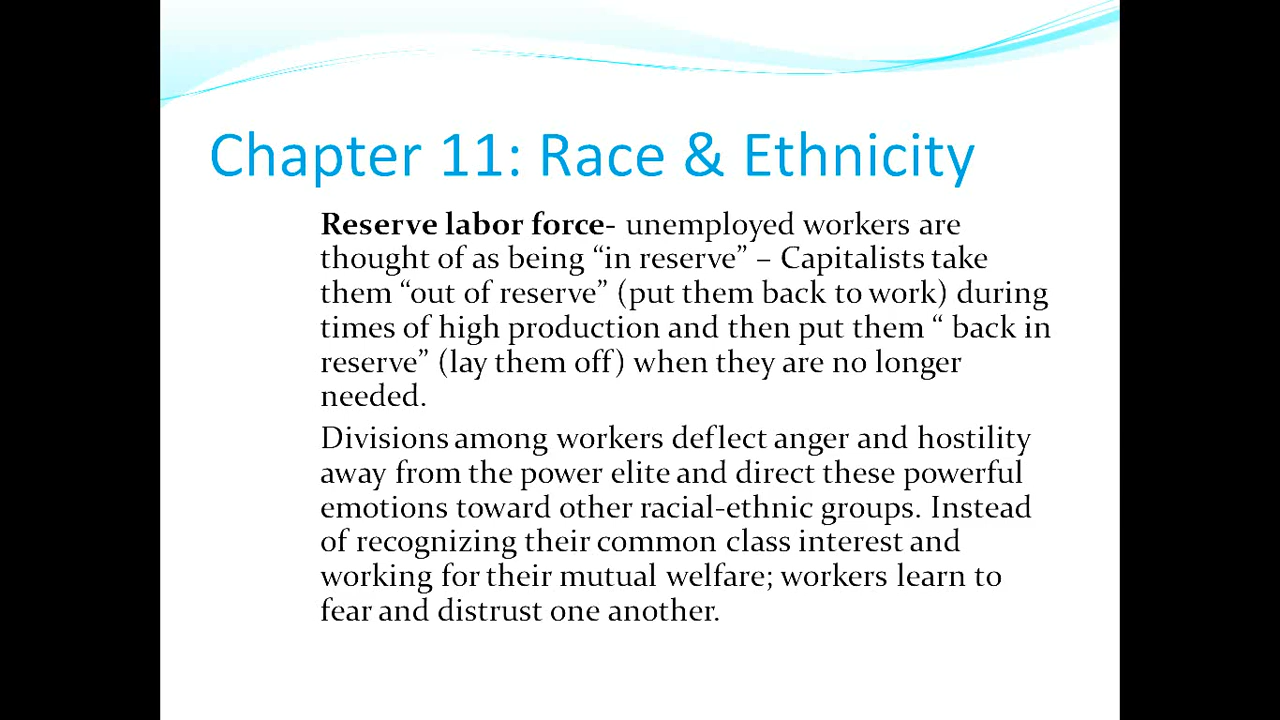 Chapter 11: Race & Ethnicity
Reserve labor force- unemployed workers are
thought of as being “in reserve” – Capitalists take
them “out of reserve” (put them back to work) during
times of high production and then put them “ back in
reserve” (lay them off) when they are no longer
needed.
Divisions among workers deflect anger and hostility
away from the power elite and direct these powerful
emotions toward other racial-ethnic groups. Instead
of recognizing their common class interest and
working for their mutual welfare; workers learn to
fear and distrust one another.